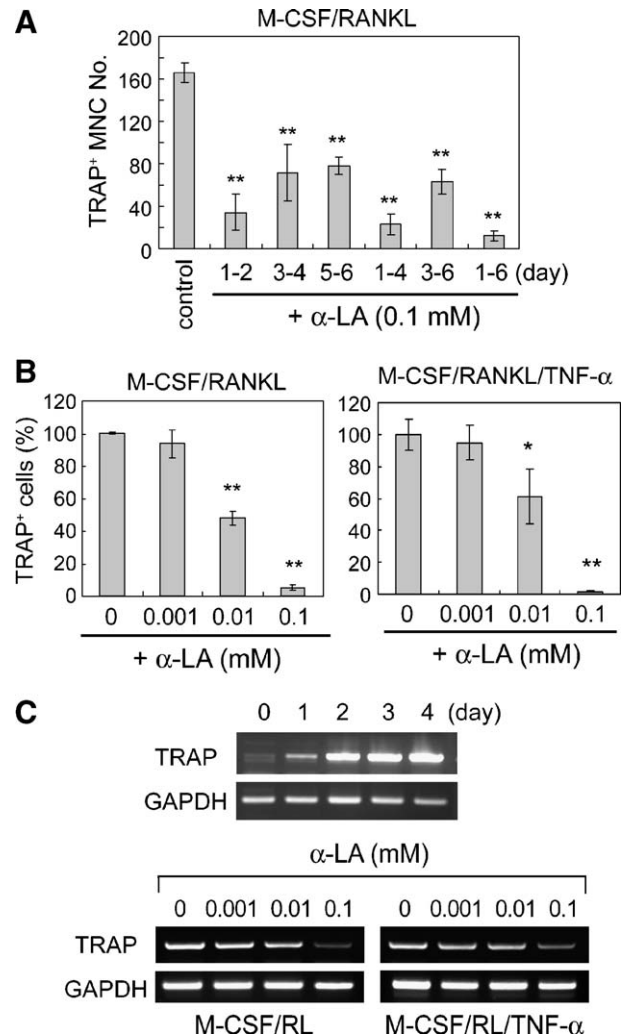 A
M-CSF/RANKL
TRAP⁺ MNC No.
200
160
120
80
40
0
** ** ** ** ** **
control 1-2 3-4 5-6 1-4 3-6 1-6 (day)
+ α-LA (0.1 mM)
B
M-CSF/RANKL
TRAP⁺ cells (%)
120
100
80
60
40
20
0
** **
0 0.001 0.01 0.1
+ α-LA (mM)
M-CSF/RANKL/TNF-α
120
100
80
60
40
20
0
* **
0 0.001 0.01 0.1
+ α-LA (mM)
C
0 1 2 3 4 (day)
TRAP
GAPDH
α-LA (mM)
0 0.001 0.01 0.1 0 0.001 0.01 0.1
TRAP
GAPDH
M-CSF/RL M-CSF/RL/TNF-α